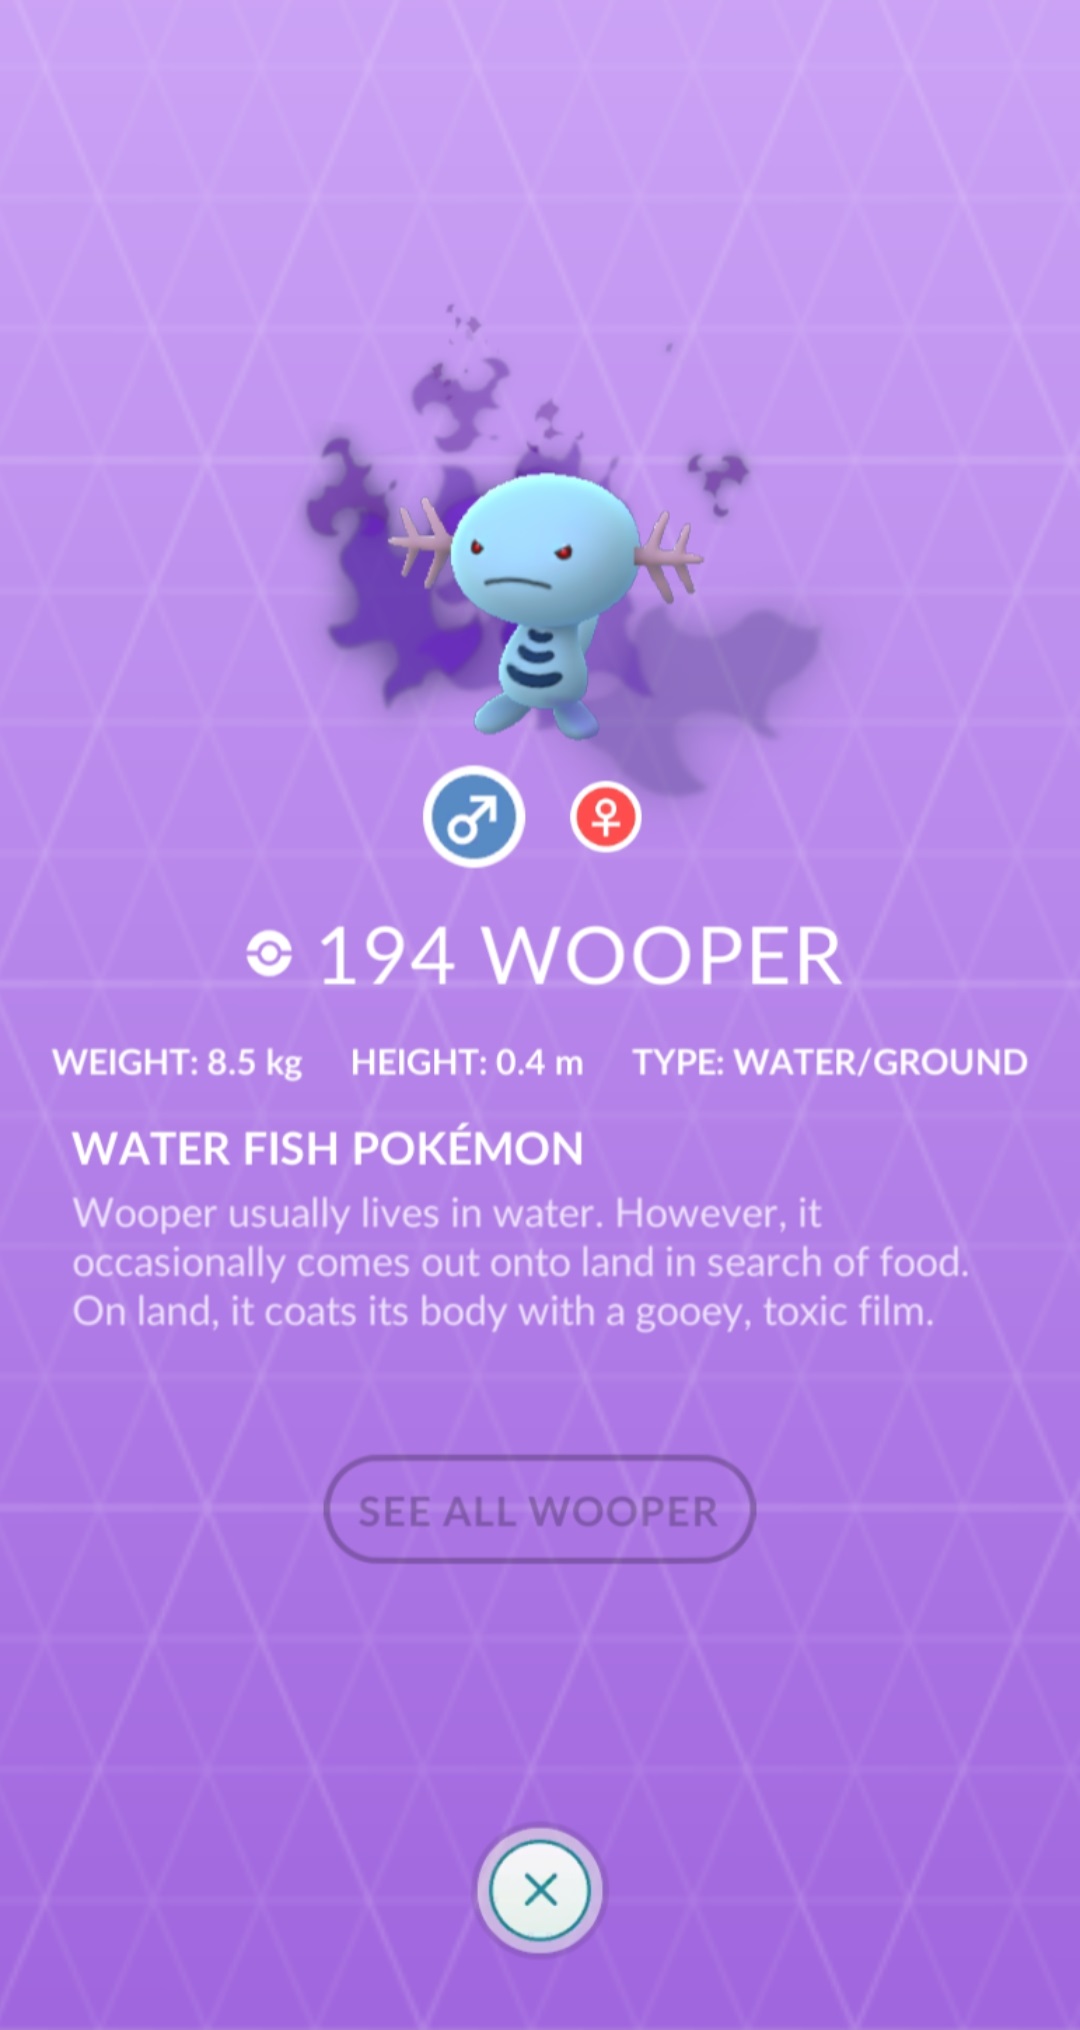 194 WOOPER
WEIGHT: 8.5 kg HEIGHT: 0.4 m TYPE: WATER/GROUND
WATER FISH POKÉMON
Wooper usually lives in water. However, it
occasionally comes out onto land in search of food.
On land, it coats its body with a gooey, toxic film.
SEE ALL WOOPER